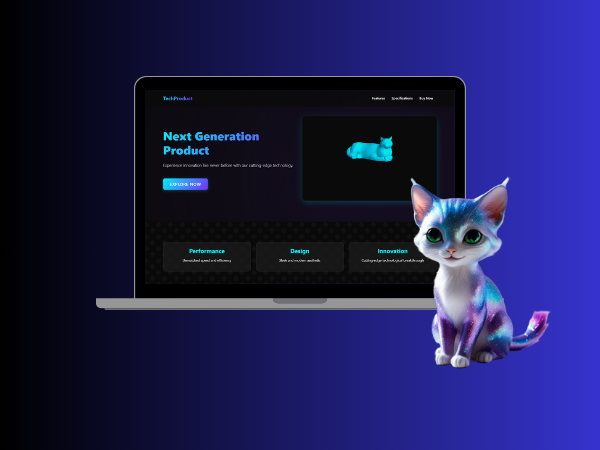 TechProduct
Features Specifications Buy Now
Next Generation
Product
Experience innovation like never before with our cutting-edge technology.
EXPLORE NOW
Performance
Unmatched speed and efficiency
Design
Sleek and modern aesthetic
Innovation
Cutting-edge technological breakthrough